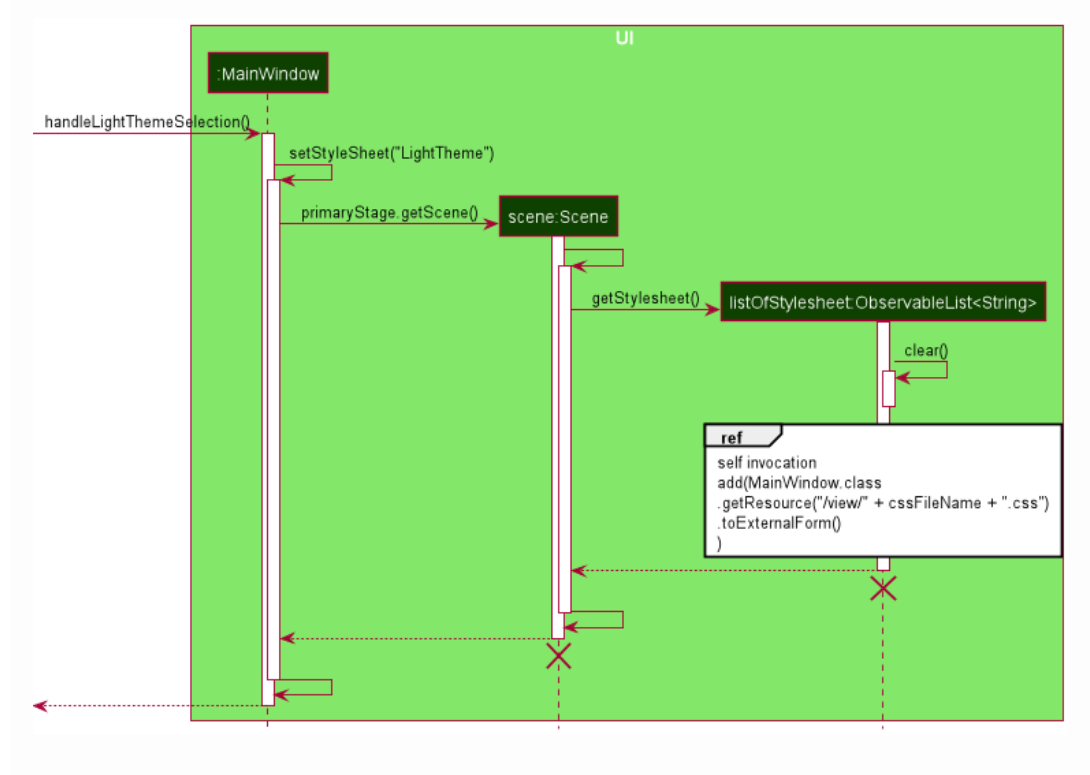 UI
:MainWindow
handleLightThemeSelection()
setStyleSheet("LightTheme")
primaryStage.getScene()
scene:Scene
getStylesheet()
listOfStylesheet:ObservableList<String>
clear()
ref
self invocation
add(MainWindow.class
.getResource("/view/" + cssFileName + ".css")
.toExternalForm()
)